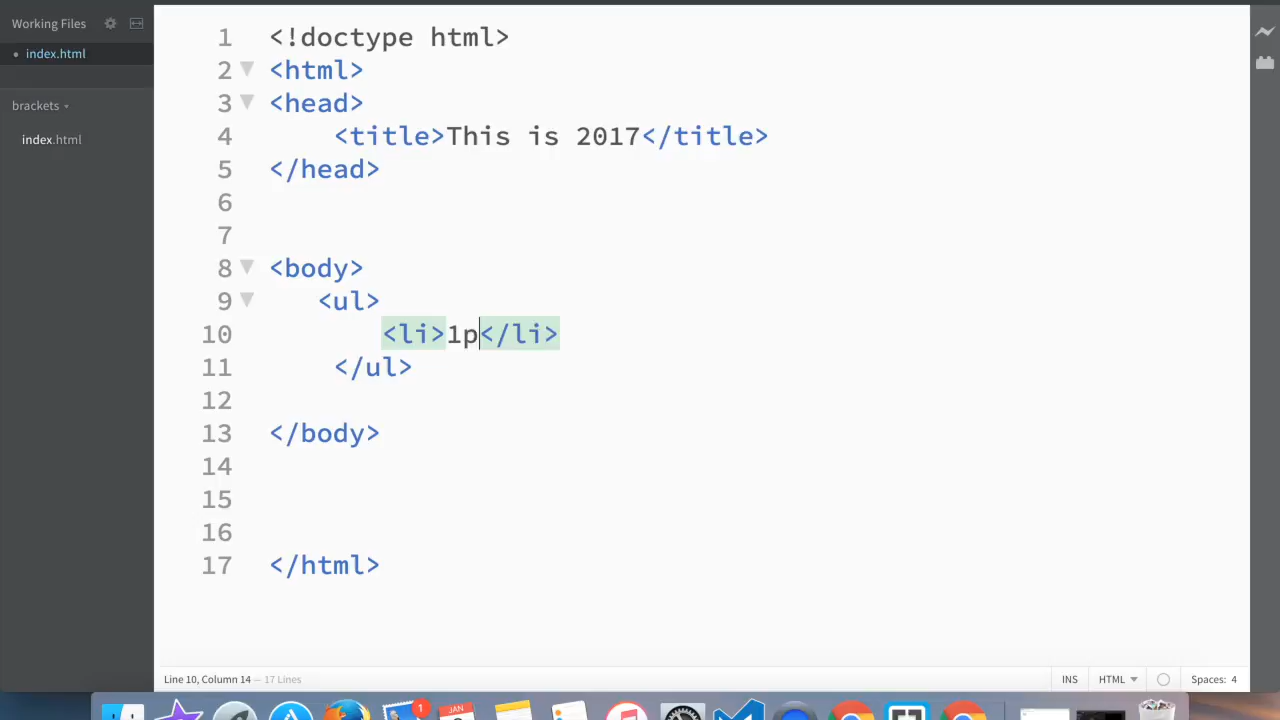 Working Files
index.html
brackets
index.html
1 <!doctype html>
2 <html>
3 <head>
4 <title>This is 2017</title>
5 </head>
6
7
8 <body>
9 <ul>
10 <li>1p</li>
11 </ul>
12
13 </body>
14
15
16
17 </html>
Line 10, Column 14 — 17 Lines
INS HTML Spaces: 4
1
JAN